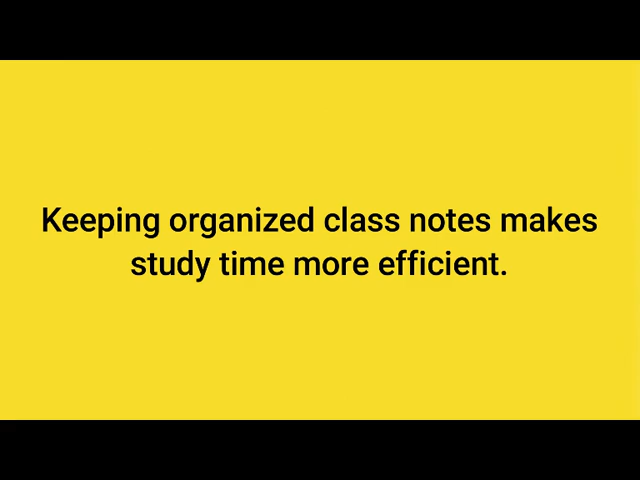 Keeping organized class notes makes
study time more efficient.